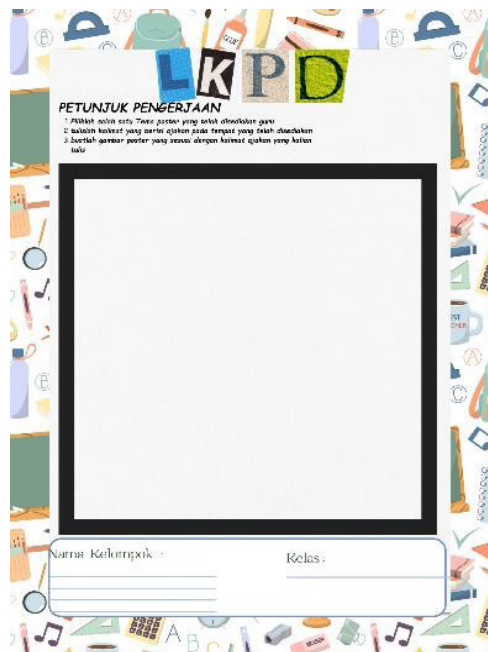 LKPD
PETUNJUK PENGERJAAN
1. Pilihlah salah satu Tema poster yang telah disediakan guru
2. tulislah kalimat yang berisi ajakan pada tempat yang telah disediakan
3. buatlah gambar poster yang sesuai dengan kalimat ajakan yang kalian
tulis
Nama Kelompok :
Kelas :